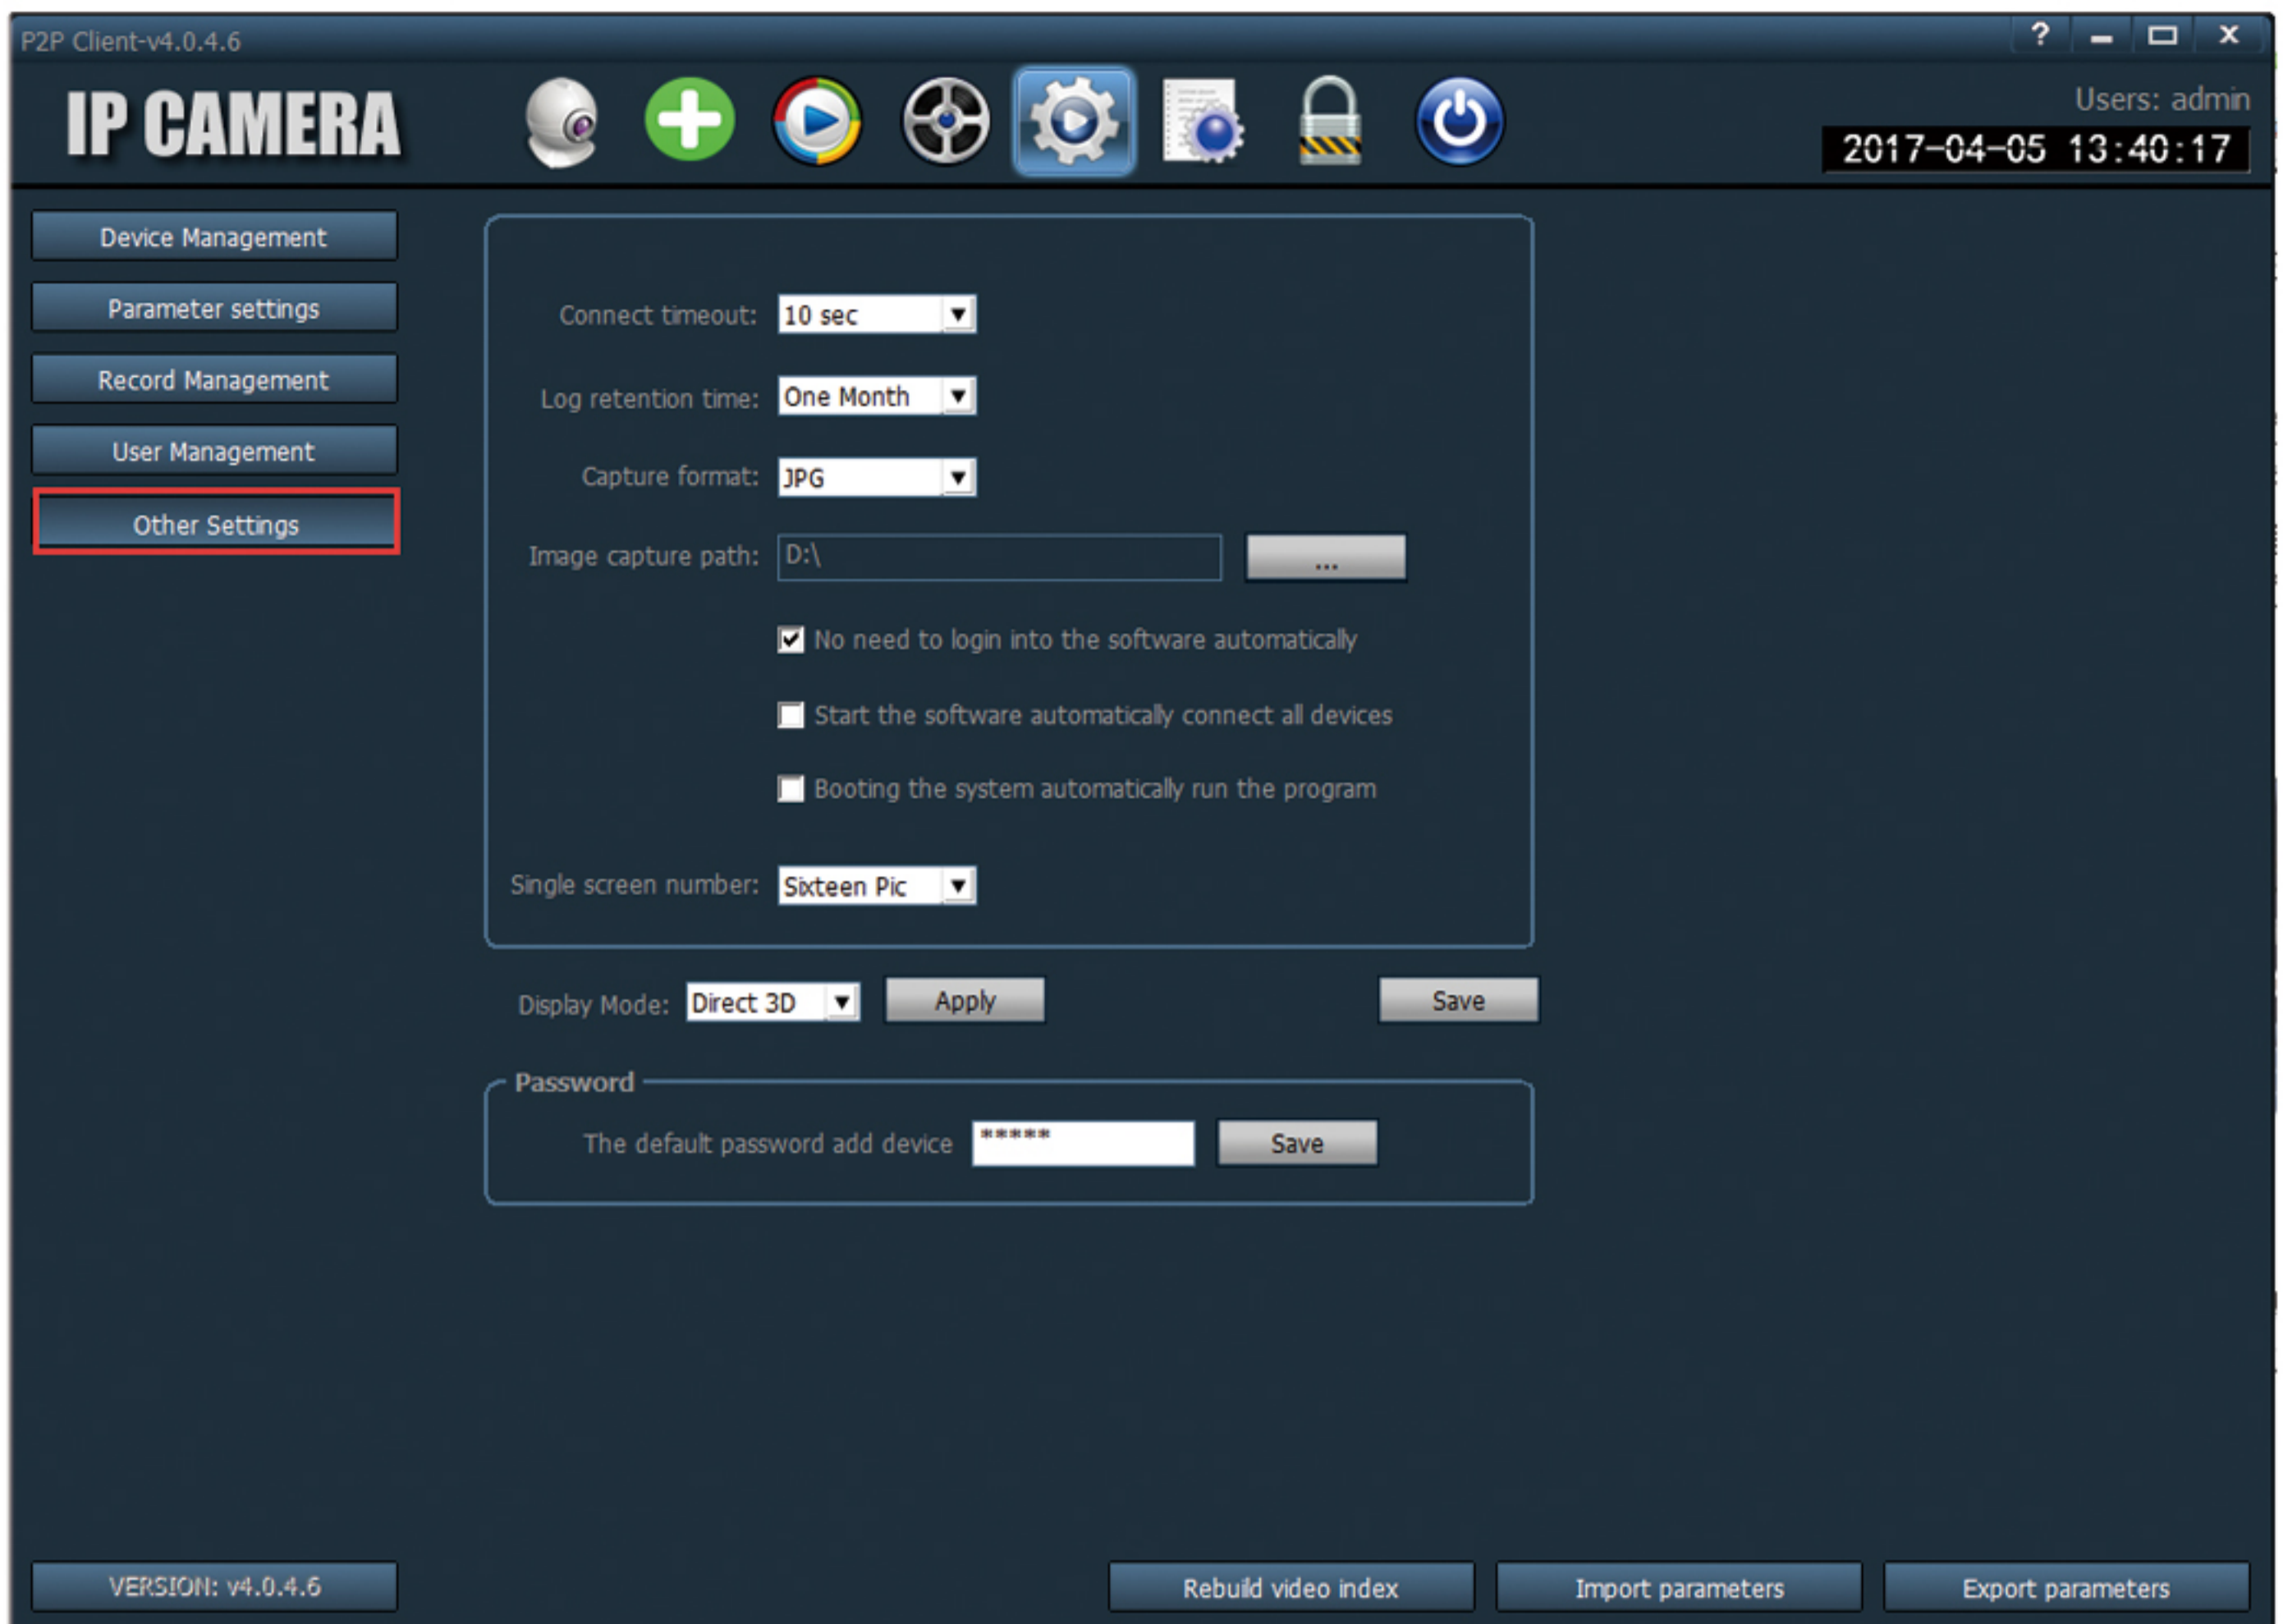 P2P Client-v4.0.4.6
IP CAMERA
Users: admin
2017-04-05 13:40:17
Device Management
Parameter settings
Record Management
User Management
Other Settings
Connect timeout: 10 sec
Log retention time: One Month
Capture format: JPG
Image capture path: D:\ ...
No need to login into the software automatically
Start the software automatically connect all devices
Booting the system automatically run the program
Single screen number: Sixteen Pic
Display Mode: Direct 3D Apply Save
Password
The default password add device ***** Save
VERSION: v4.0.4.6 Rebuild video index Import parameters Export parameters